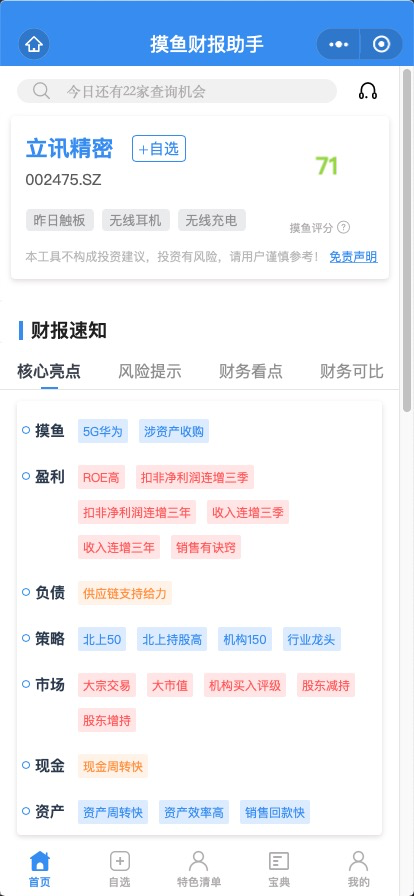 摸鱼财报助手
今日还有22家查询机会
立讯精密 +自选
002475.SZ
71
昨日触板 无线耳机 无线充电
摸鱼评分 ?
本工具不构成投资建议，投资有风险，请用户谨慎参考！ 免责声明
财报速知
核心亮点 风险提示 财务看点 财务可比
摸鱼 5G华为 涉资产收购
盈利 ROE高 扣非净利润连增三季
扣非净利润连增三年 收入连增三季
收入连增三年 销售有诀窍
负债 供应链支持给力
策略 北上50 北上持股高 机构150 行业龙头
市场 大宗交易 大市值 机构买入评级 股东减持
股东增持
现金 现金周转快
资产 资产周转快 资产效率高 销售回款快
首页 自选 特色清单 宝典 我的